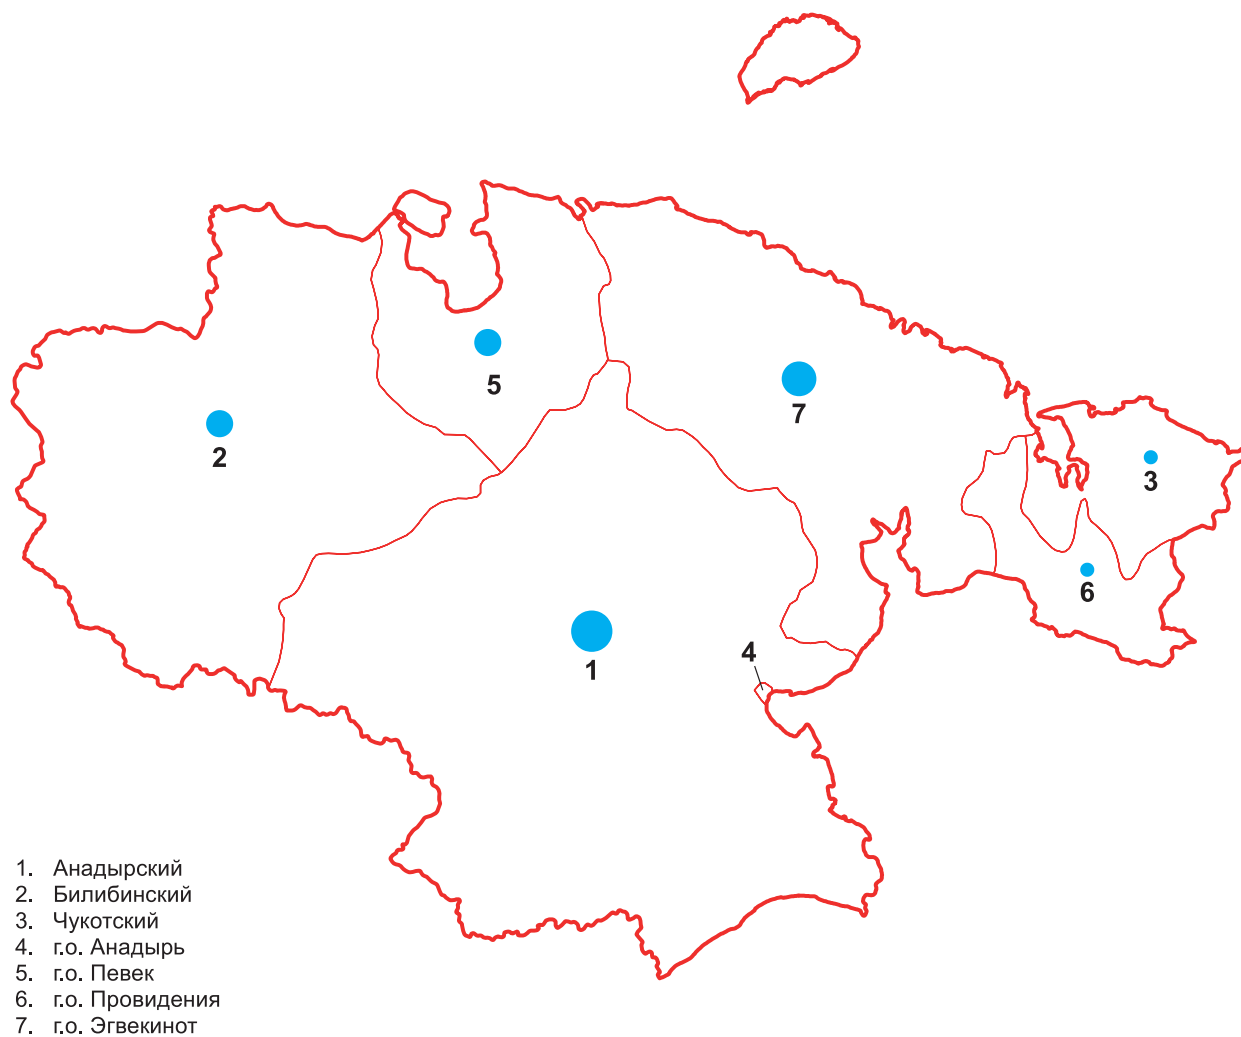 5
7
2
3
6
4
1
1. Анадырский
2. Билибинский
3. Чукотский
4. г.о. Анадырь
5. г.о. Певек
6. г.о. Провидения
7. г.о. Эгвекинот